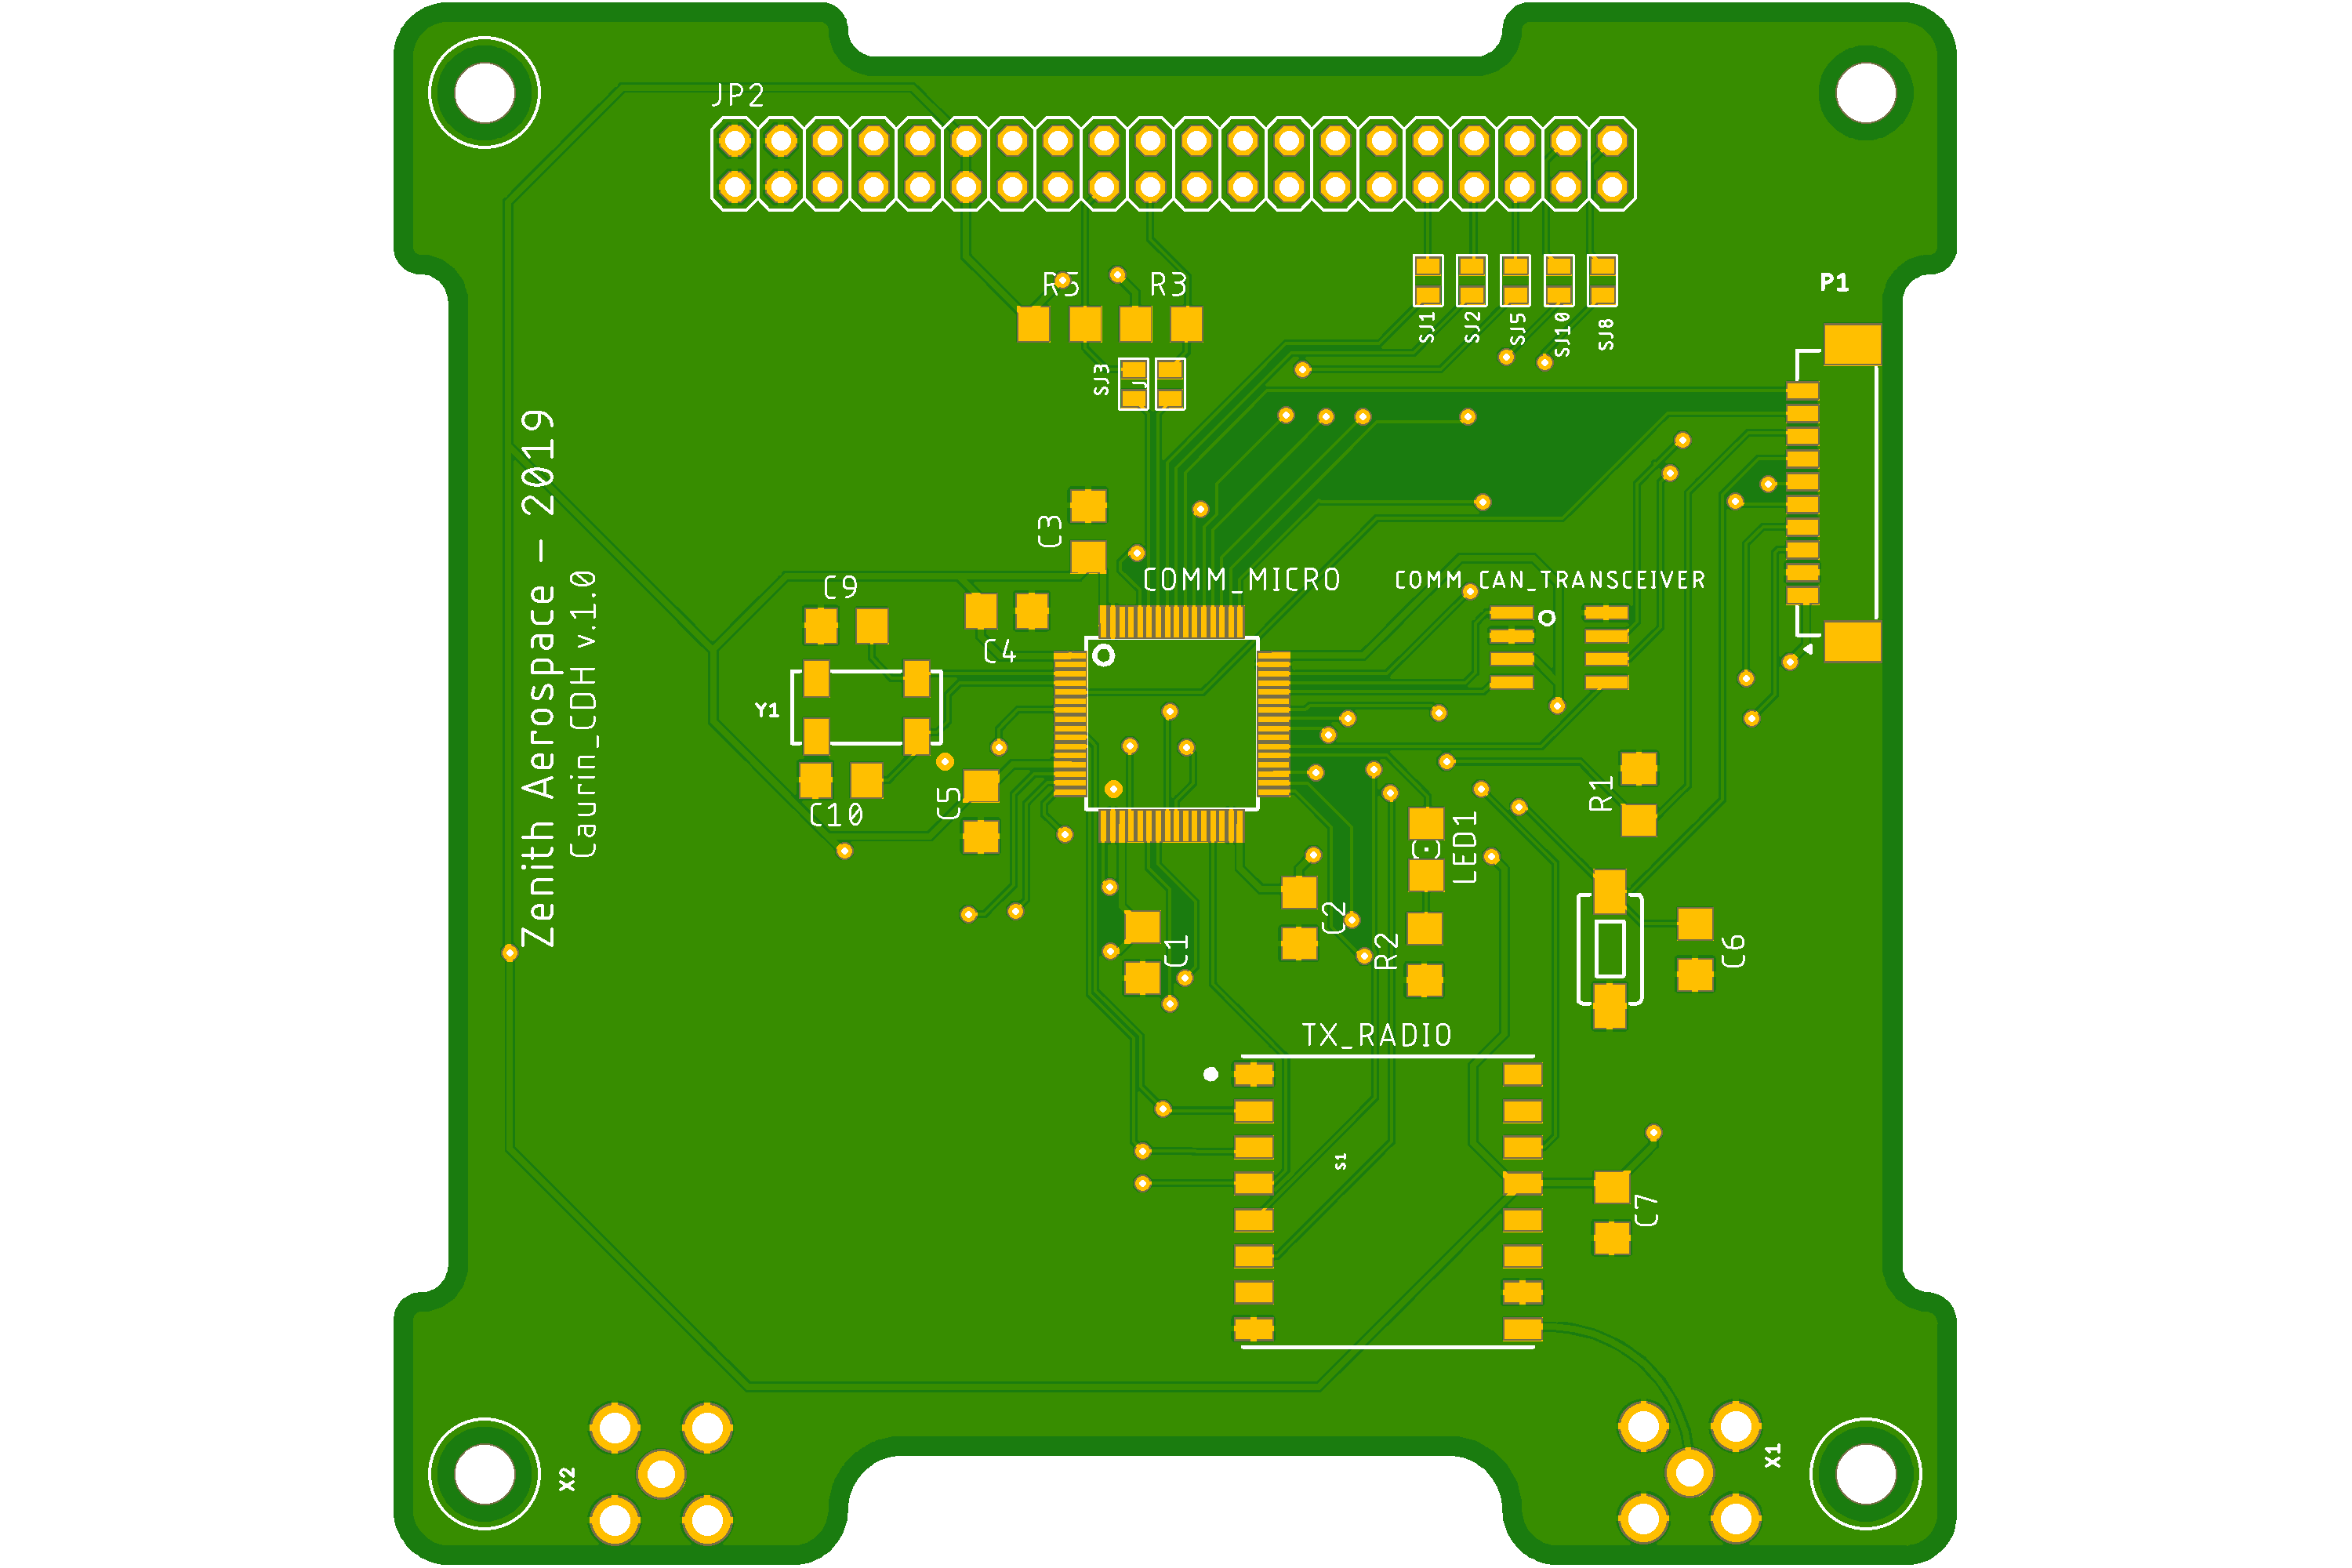 JP2
R5
R3
P1
SJ1
SJ2
SJ5
SJ10
SJ8
SJ3
J
Zenith Aerospace – 2019
Caurin_CDH v.1.0
C3
COMM_MICRO
COMM_CAN_TRANSCEIVER
C9
C4
Y1
C10
C5
R1
LED1
C2
C1
R2
C6
TX_RADIO
S1
C7
X2
X1